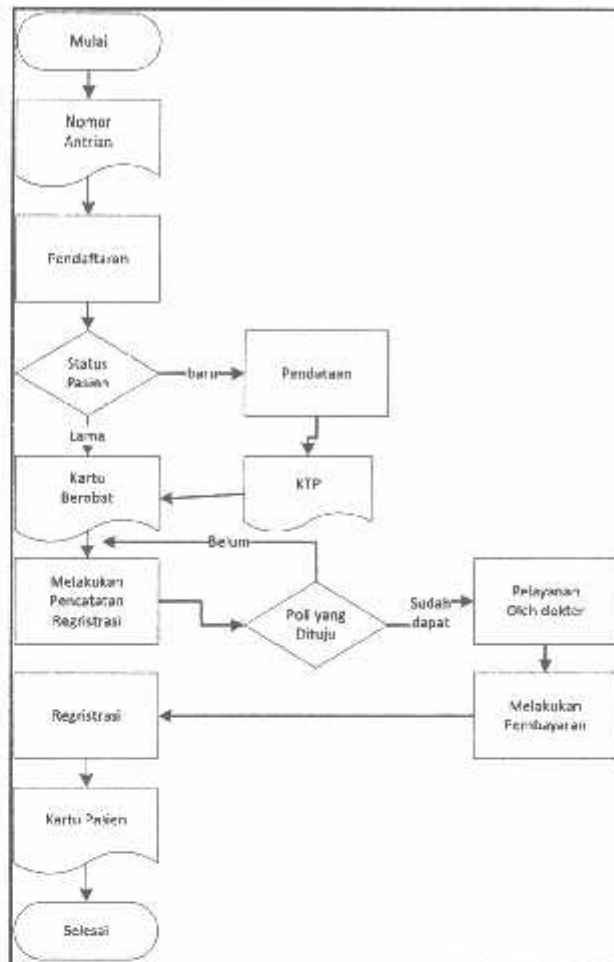 Mulai
Nomor
Antrian
Pendaftaran
Status
Pasien
baru
Pendataan
Lama
Kartu
Berobat
KTP
Belum
Melakukan
Pencatatan
Regristrasi
Poli yang
Dituju
Sudah
dapat
Pelayanan
Oleh dokter
Regristrasi
Melakukan
Pembayaran
Kartu Pasien
Selesai